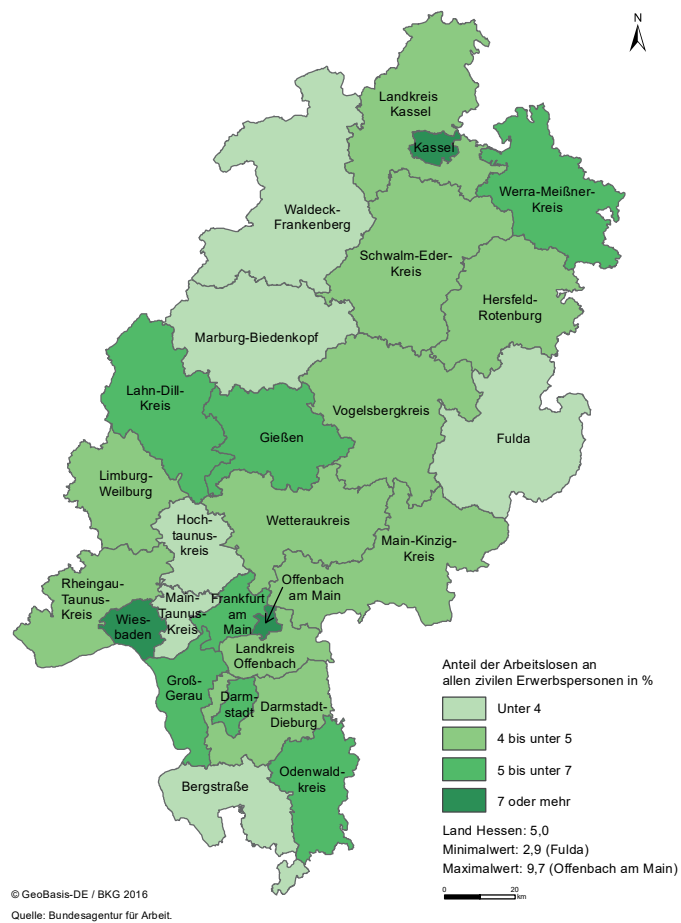 N
Landkreis
Kassel
Kassel
Werra-Meißner-
Kreis
Waldeck-
Frankenberg
Schwalm-Eder-
Kreis
Hersfeld-
Rotenburg
Marburg-Biedenkopf
Lahn-Dill-
Kreis
Vogelsbergkreis
Gießen
Fulda
Limburg-
Weilburg
Hoch-
taunus-
kreis
Wetteraukreis
Main-Kinzig-
Kreis
Rheingau-
Taunus-
Kreis
Offenbach
am Main
Main-
Taunus-
Kreis
Frankfurt
am
Main
Wies-
baden
Landkreis
Offenbach
Groß-
Gerau
Darm-
stadt
Darmstadt-
Dieburg
Bergstraße
Odenwald-
kreis
Anteil der Arbeitslosen an
allen zivilen Erwerbspersonen in %
Unter 4
4 bis unter 5
5 bis unter 7
7 oder mehr
Land Hessen: 5,0
Minimalwert: 2,9 (Fulda)
Maximalwert: 9,7 (Offenbach am Main)
0 20
km
© GeoBasis-DE / BKG 2016
Quelle: Bundesagentur für Arbeit.